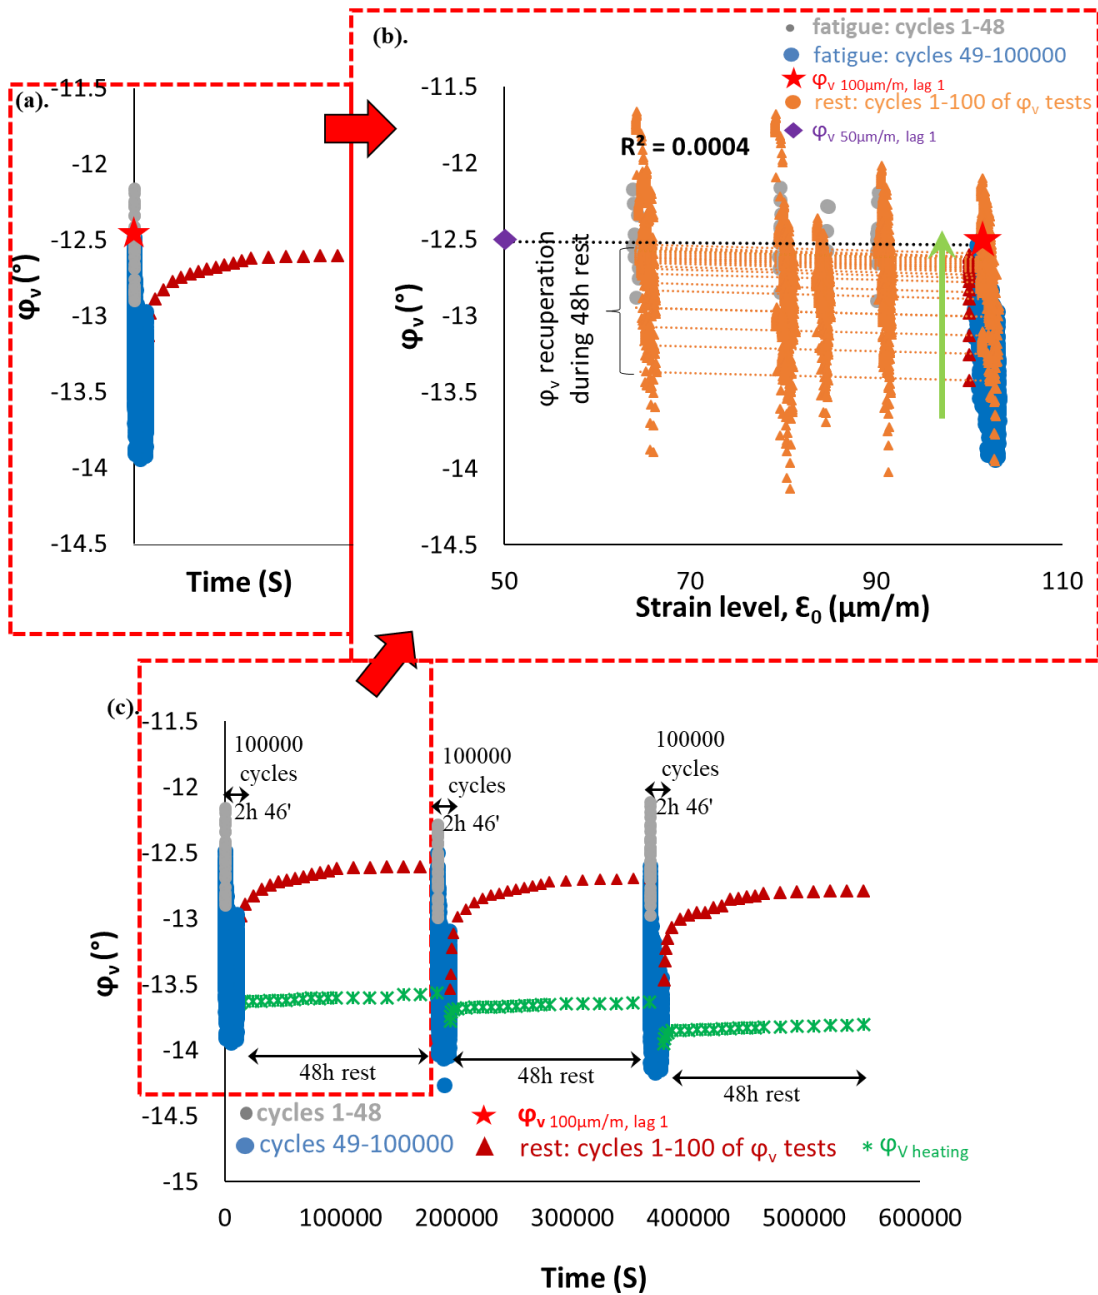 (a).
-11.5
-12
-12.5
-13
-13.5
-14
-14.5
φᵥ (°)
Time (S)
(b).
fatigue: cycles 1-48
fatigue: cycles 49-100000
φᵥ 100μm/m, lag 1
rest: cycles 1-100 of φᵥ tests
φᵥ 50μm/m, lag 1
R² = 0.0004
-11.5
-12
-12.5
-13
-13.5
-14
-14.5
φᵥ (°)
φᵥ recuperation
during 48h rest
50
70
90
110
Strain level, Ɛ₀ (μm/m)
(c).
-11.5
-12
-12.5
-13
-13.5
-14
-14.5
-15
φᵥ (°)
100000
cycles
2h 46'
100000
cycles
2h 46'
100000
cycles
2h 46'
48h rest
48h rest
48h rest
cycles 1-48
φᵥ 100μm/m, lag 1
cycles 49-100000
rest: cycles 1-100 of φᵥ tests
φV heating
0
100000
200000
300000
400000
500000
600000
Time (S)